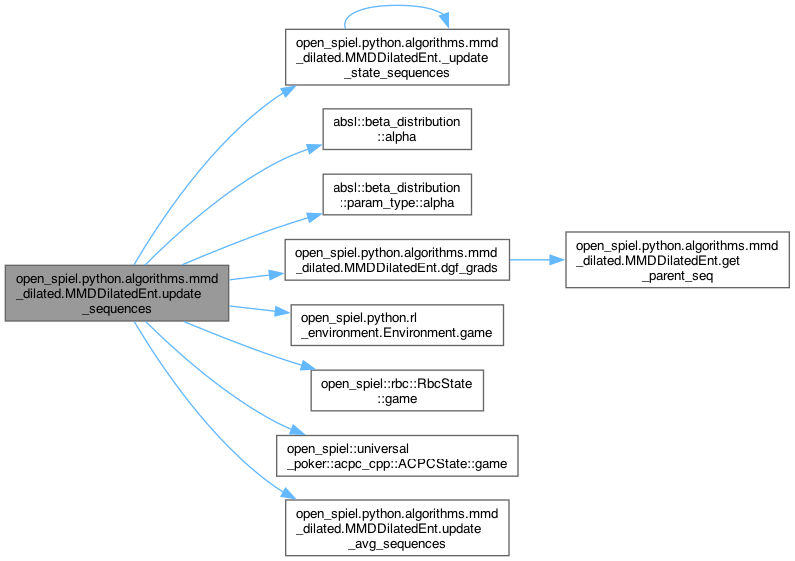 open_spiel.python.algorithms.mmd
_dilated.MMDDilatedEnt._update
_state_sequences
absl::beta_distribution
::alpha
absl::beta_distribution
::param_type::alpha
open_spiel.python.algorithms.mmd
_dilated.MMDDilatedEnt.dgf_grads
open_spiel.python.algorithms.mmd
_dilated.MMDDilatedEnt.get
_parent_seq
open_spiel.python.algorithms.mmd
_dilated.MMDDilatedEnt.update
_sequences
open_spiel.python.rl
_environment.Environment.game
open_spiel::rbc::RbcState
::game
open_spiel::universal
_poker::acpc_cpp::ACPCState::game
open_spiel.python.algorithms.mmd
_dilated.MMDDilatedEnt.update
_avg_sequences